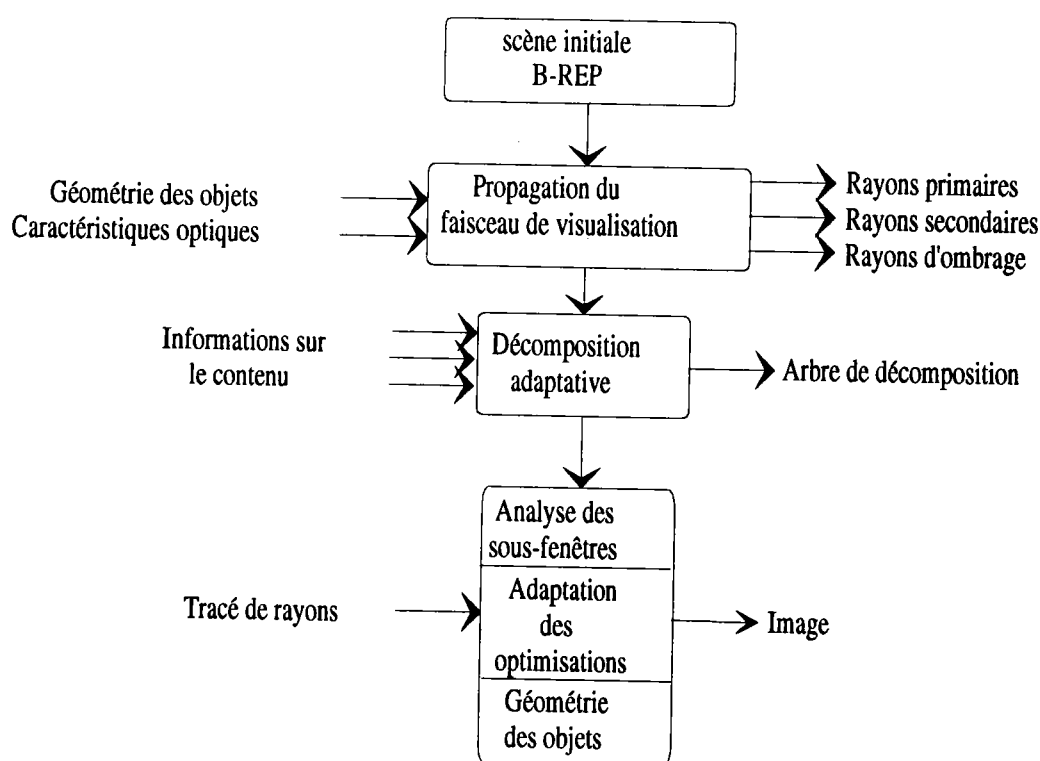 scène initiale
B-REP
Géométrie des objets
Caractéristiques optiques
Propagation du
faisceau de visualisation
Rayons primaires
Rayons secondaires
Rayons d'ombrage
Informations sur
le contenu
Décomposition
adaptative
Arbre de décomposition
Analyse des
sous-fenêtres
Tracé de rayons
Adaptation
des
optimisations
Image
Géométrie
des objets